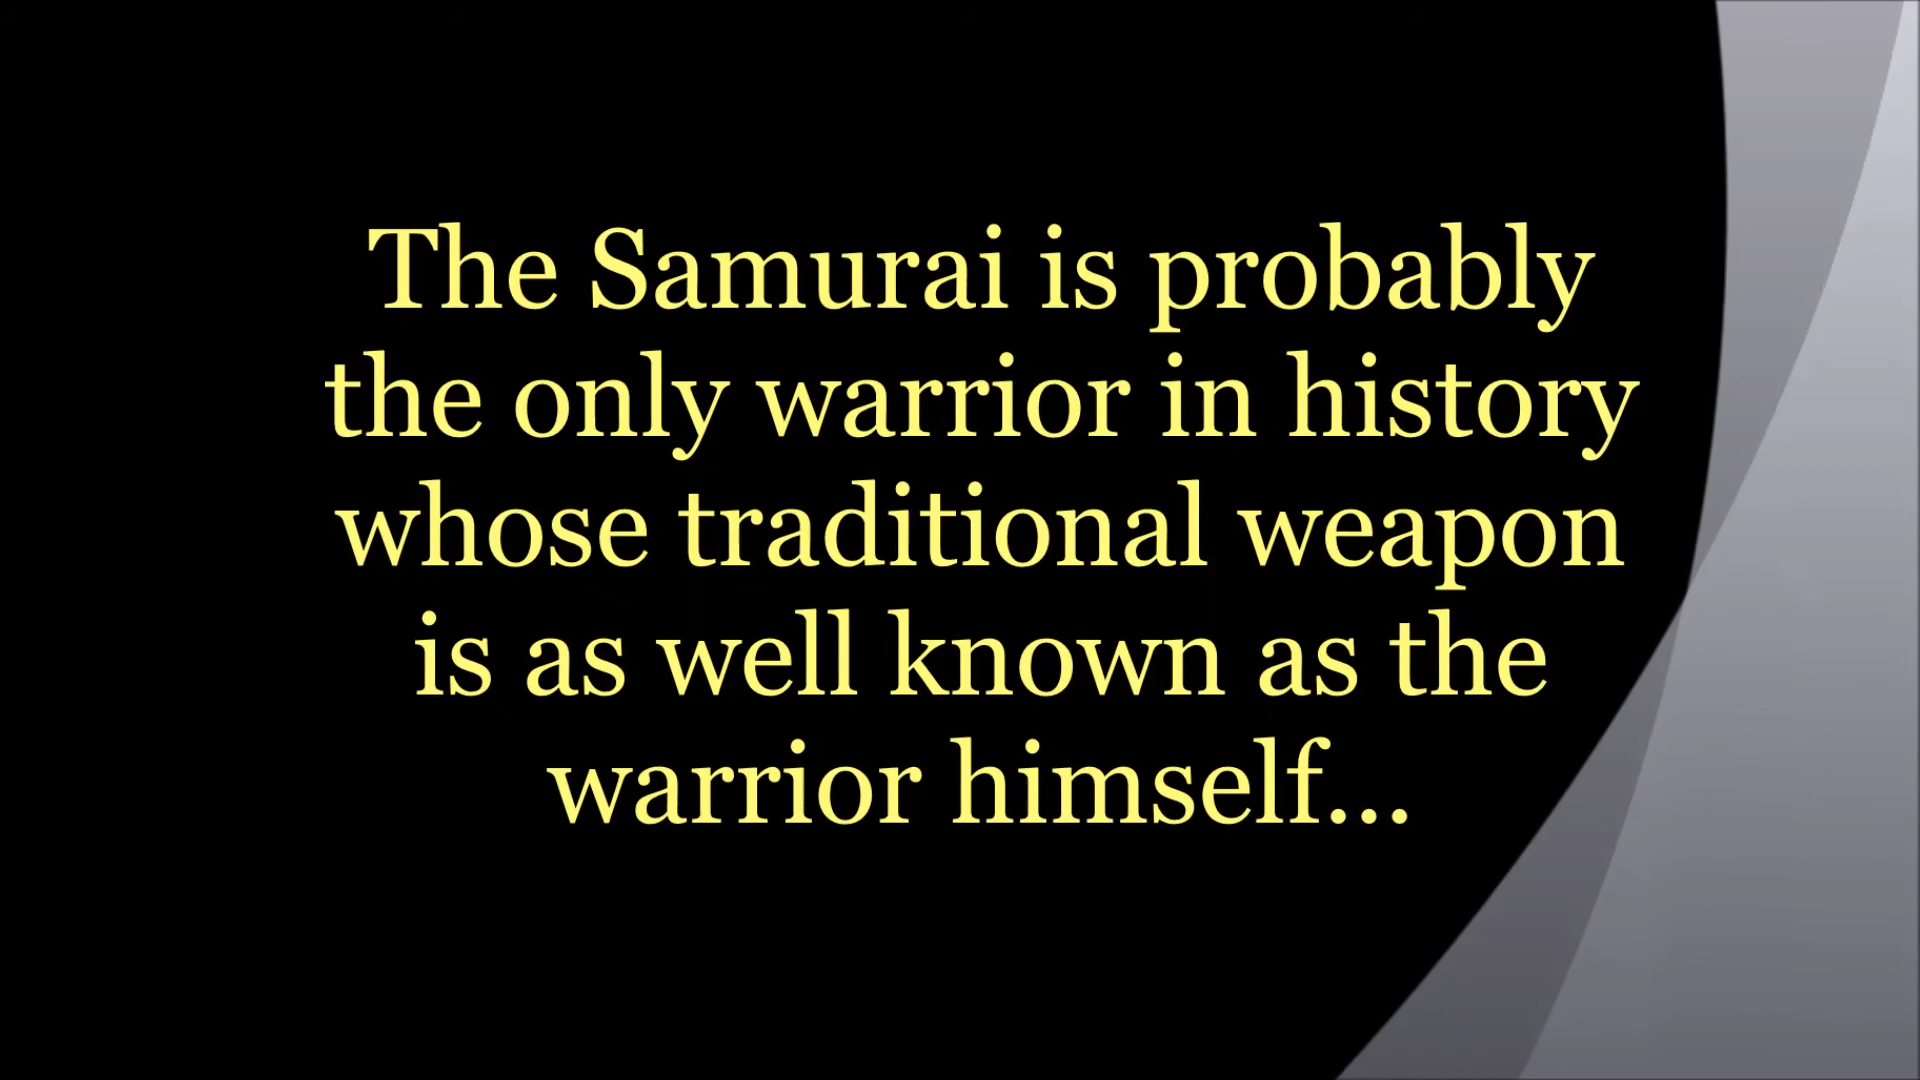 The Samurai is probably
the only warrior in history
whose traditional weapon
is as well known as the
warrior himself...